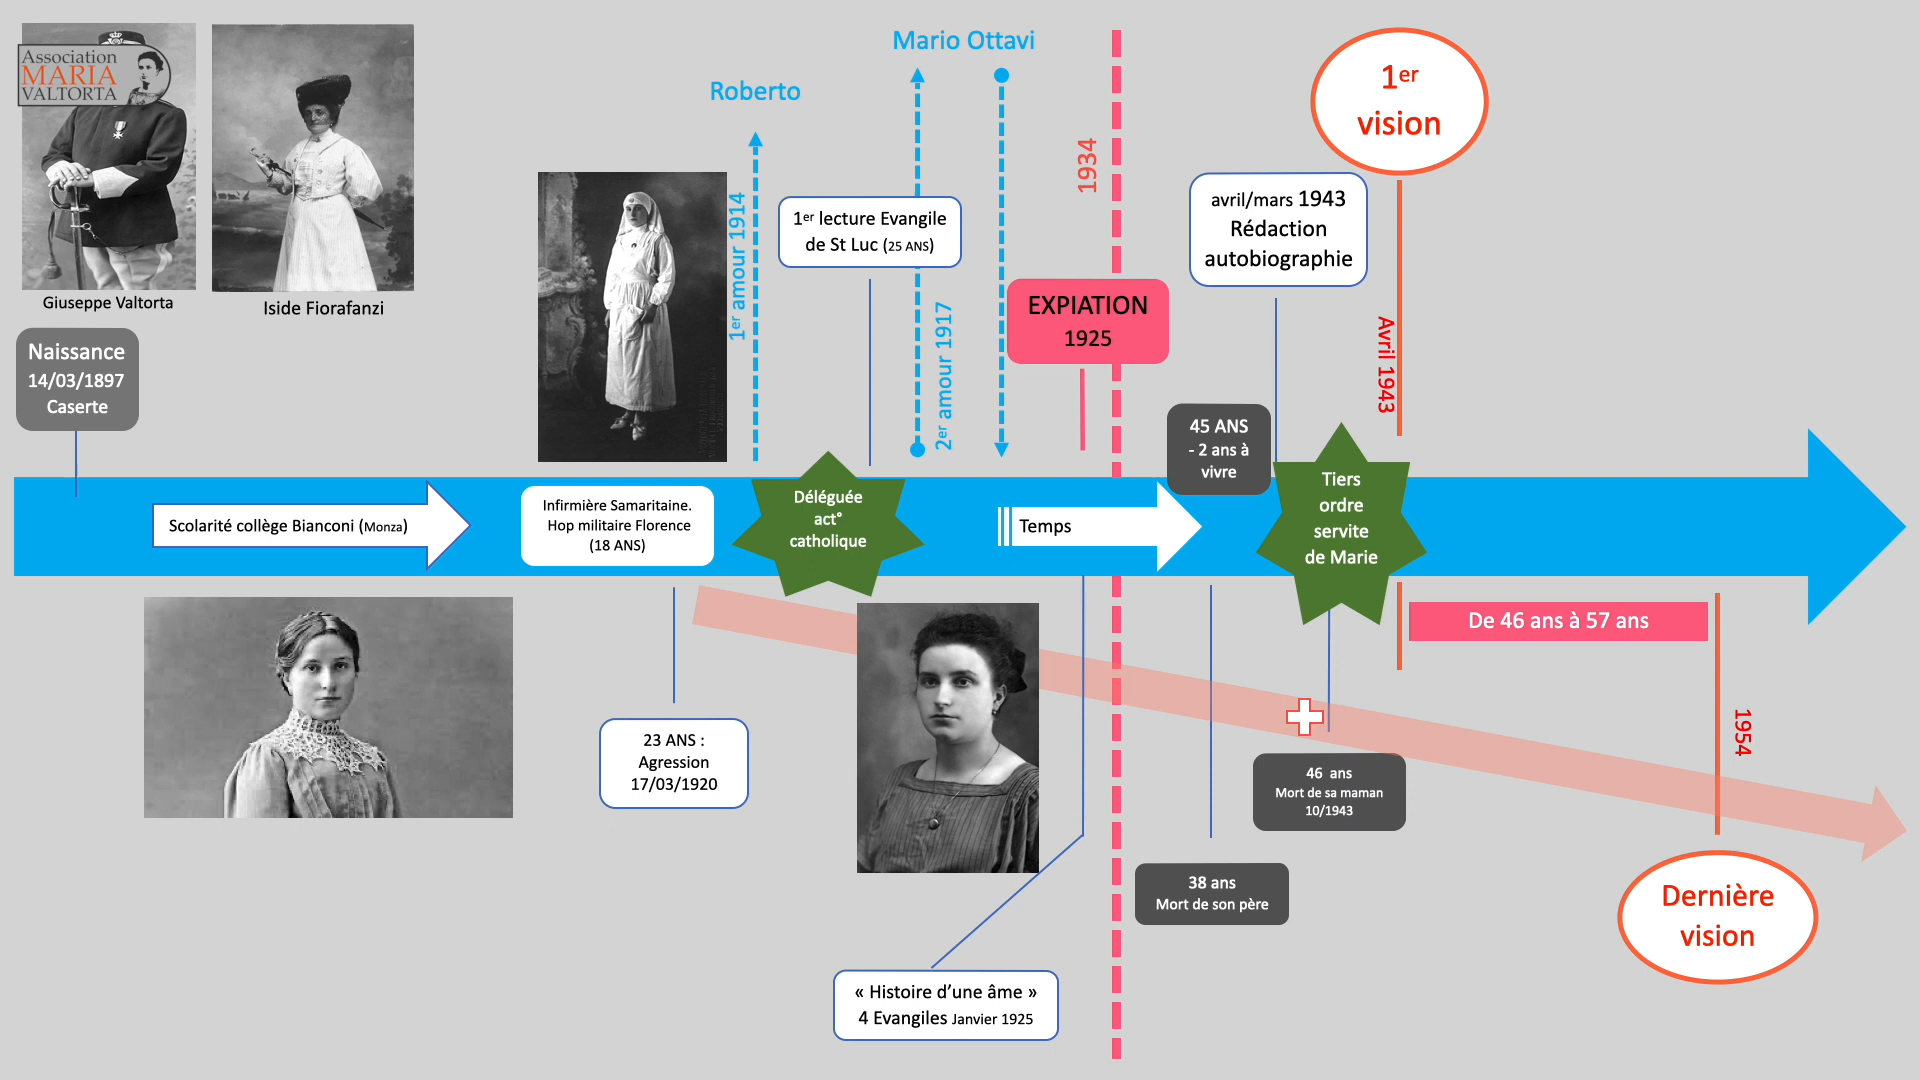 Association
MARIA
VALTORTA
Giuseppe Valtorta
Iside Fiorafanzi
Naissance
14/03/1897
Caserte
Scolarité collège Bianconi (Monza)
Infirmière Samaritaine.
Hop militaire Florence
(18 ANS)
Roberto
1er amour 1914
Déléguée
act°
catholique
1er lecture Evangile
de St Luc (25 ANS)
Mario Ottavi
2er amour 1917
1934
EXPIATION
1925
Temps
45 ANS
- 2 ans à
vivre
avril/mars 1943
Rédaction
autobiographie
1er
vision
Avril 1943
Tiers
ordre
servite
de Marie
De 46 ans à 57 ans
1954
Dernière
vision
23 ANS :
Agression
17/03/1920
46 ans
Mort de sa maman
10/1943
38 ans
Mort de son père
« Histoire d’une âme »
4 Evangiles Janvier 1925